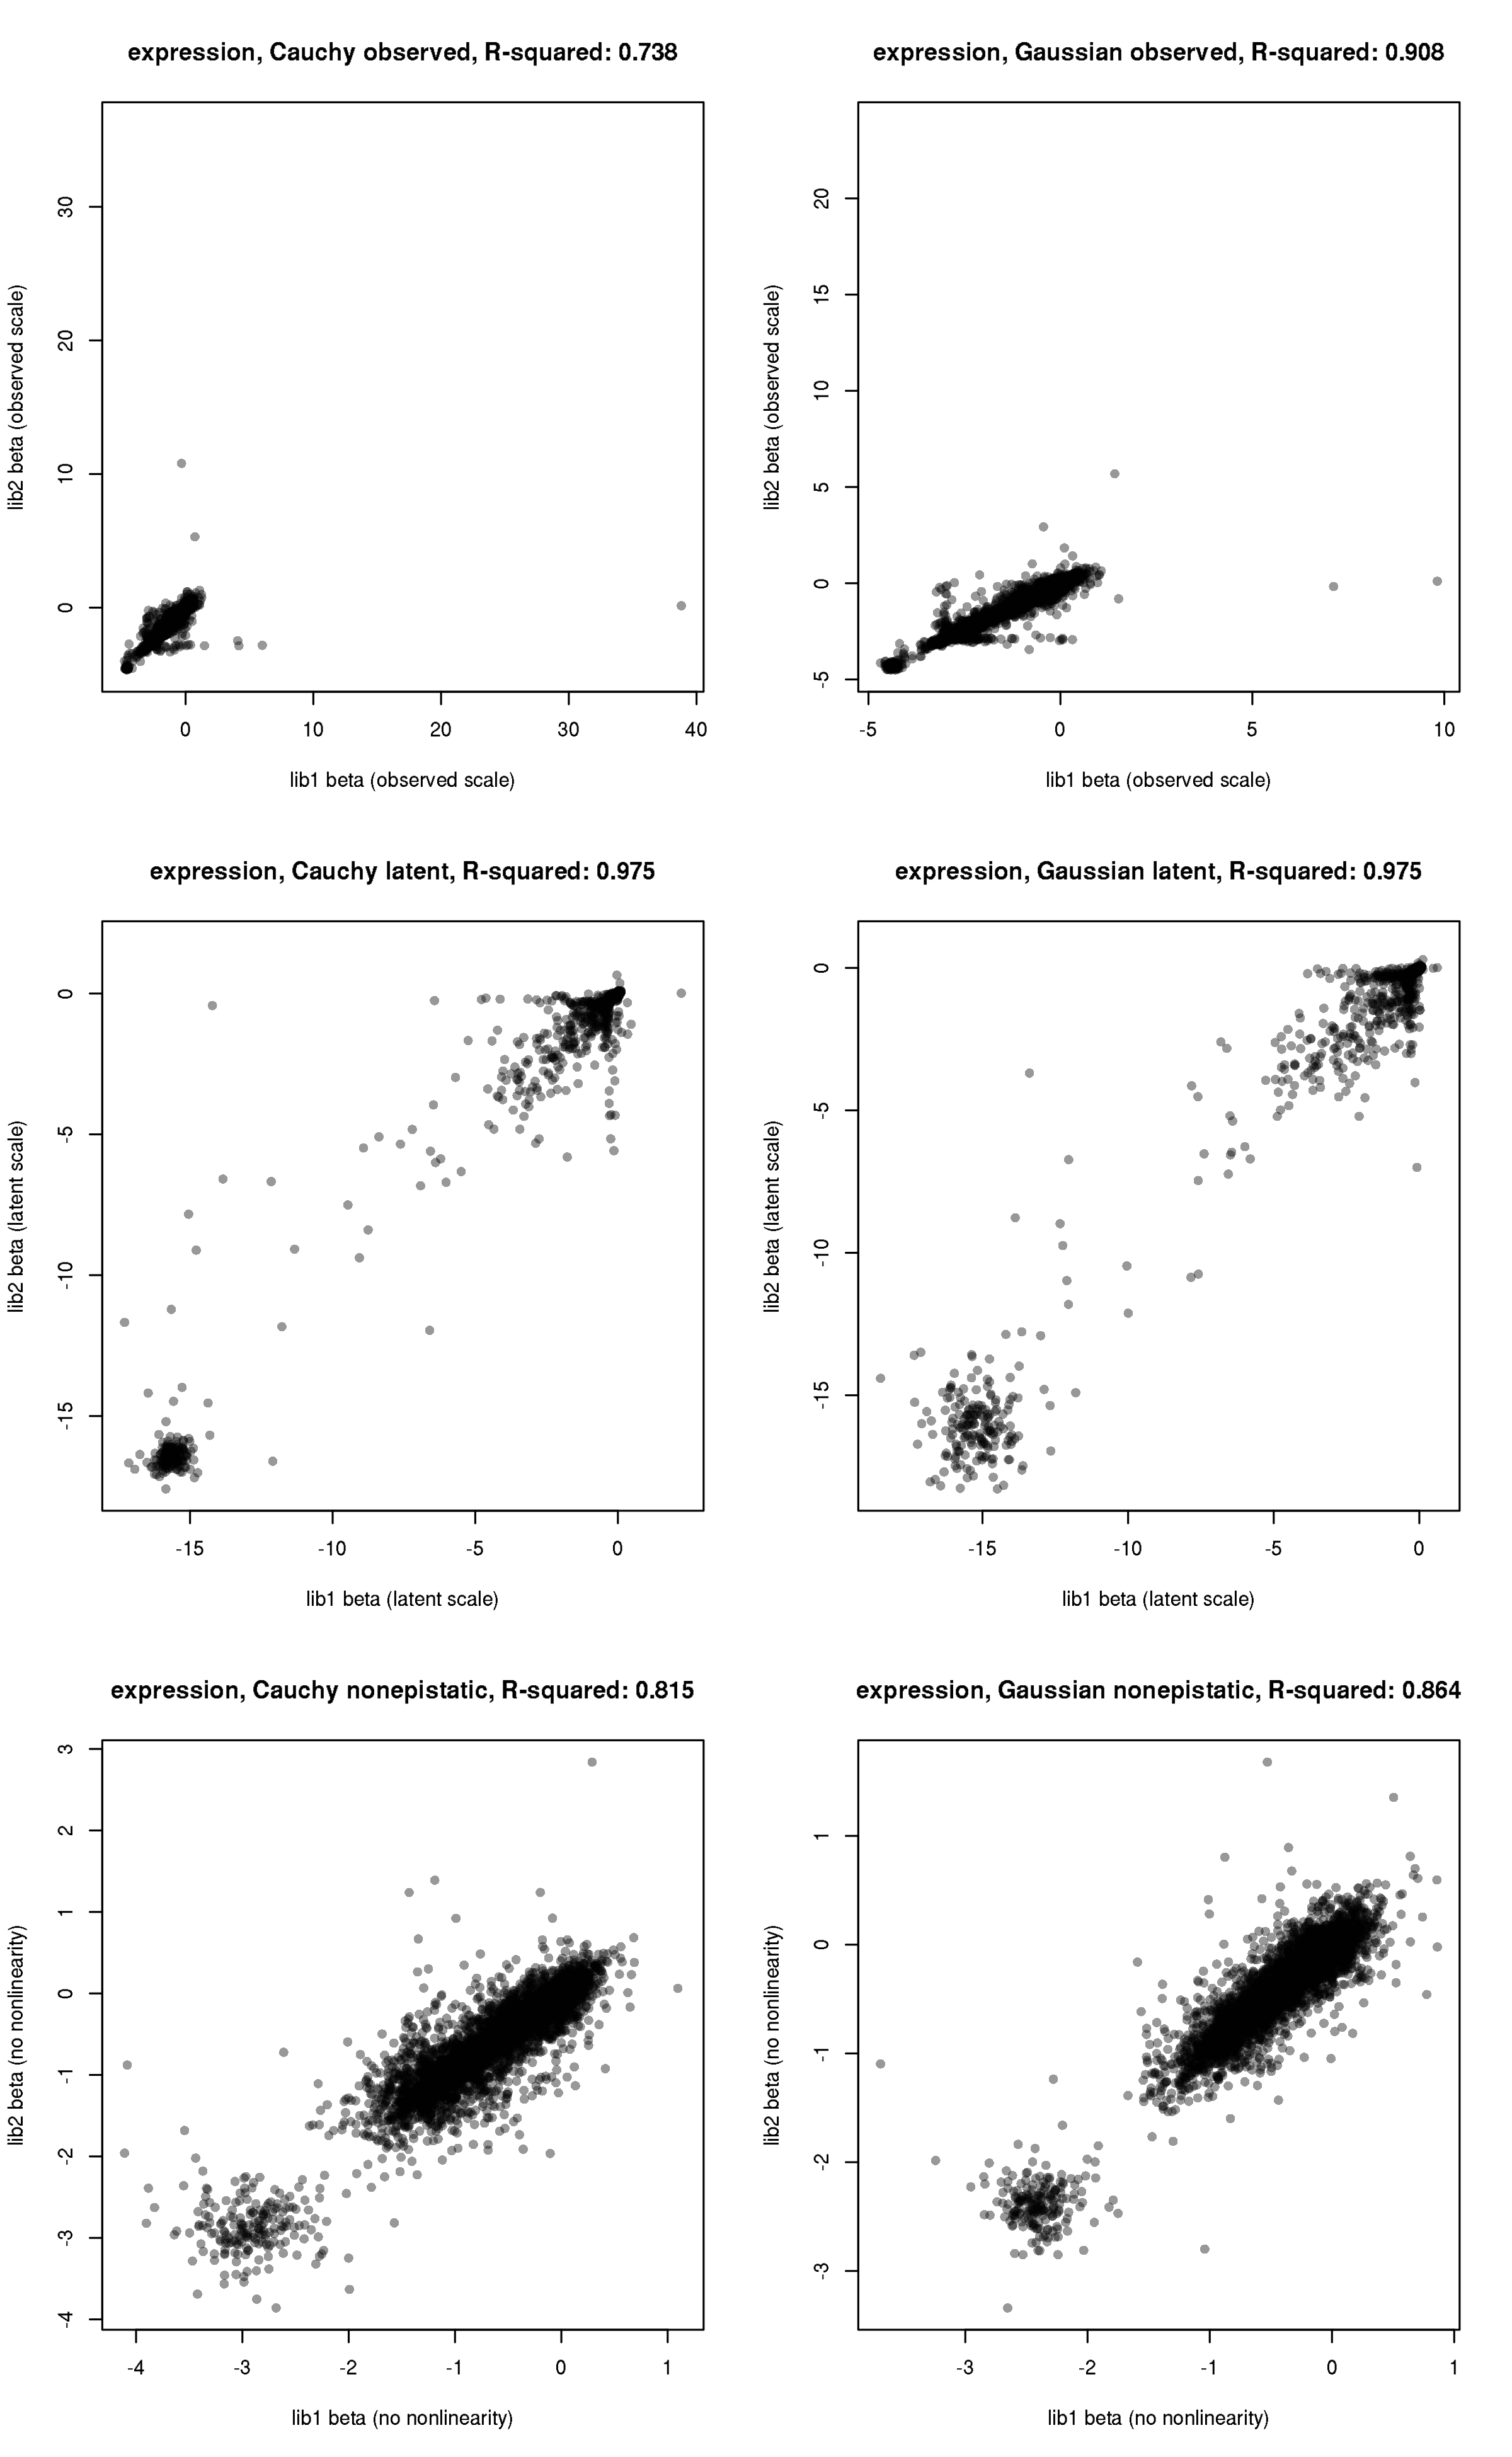 expression, Cauchy observed, R-squared: 0.738
30
20
10
0
lib2 beta (observed scale)
0 10 20 30 40
lib1 beta (observed scale)
expression, Gaussian observed, R-squared: 0.908
20
15
10
5
0
-5
lib2 beta (observed scale)
-5 0 5 10
lib1 beta (observed scale)
expression, Cauchy latent, R-squared: 0.975
0
-5
-10
-15
lib2 beta (latent scale)
-15 -10 -5 0
lib1 beta (latent scale)
expression, Gaussian latent, R-squared: 0.975
0
-5
-10
-15
lib2 beta (latent scale)
-15 -10 -5 0
lib1 beta (latent scale)
expression, Cauchy nonepistatic, R-squared: 0.815
3
2
1
0
-1
-2
-3
-4
lib2 beta (no nonlinearity)
-4 -3 -2 -1 0 1
lib1 beta (no nonlinearity)
expression, Gaussian nonepistatic, R-squared: 0.864
1
0
-1
-2
-3
lib2 beta (no nonlinearity)
-3 -2 -1 0 1
lib1 beta (no nonlinearity)